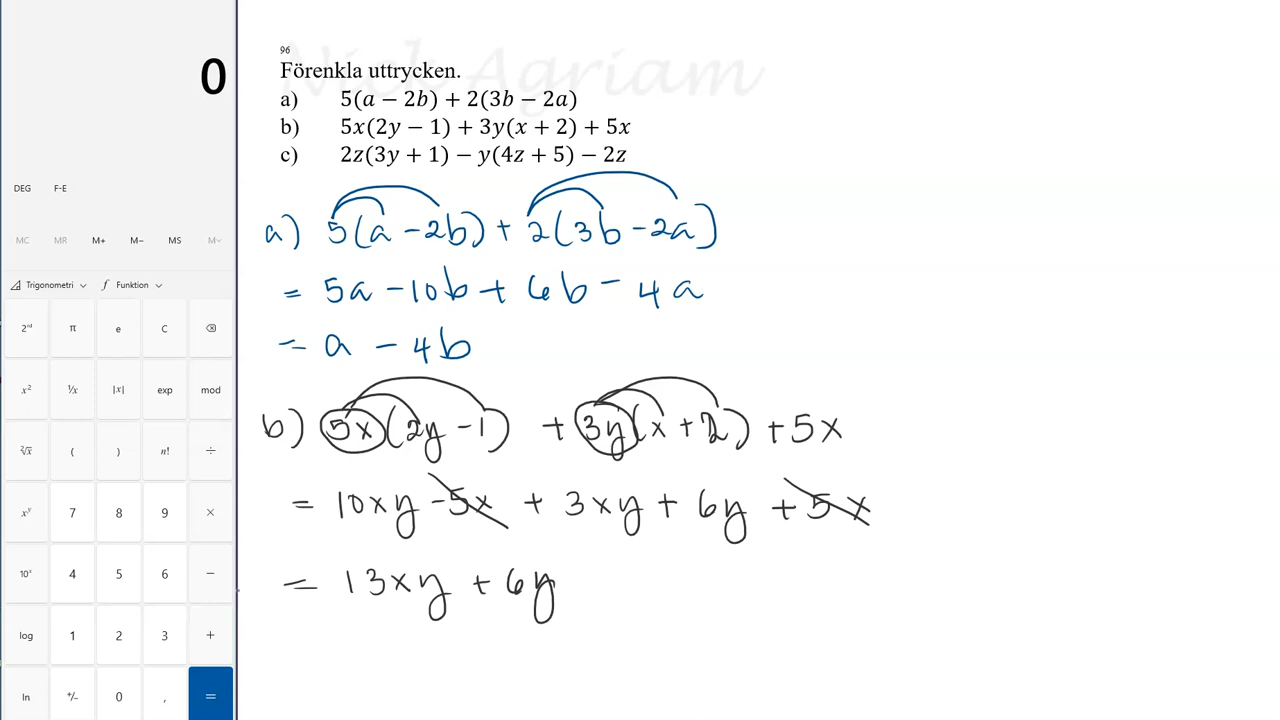 0
DEG F-E
MC MR M+ M− MS M˅
Trigonometri Funktion
2ⁿᵈ π e C
x² ¹/x |x| exp mod
²√x ( ) n! ÷
xʸ 7 8 9 ×
10ˣ 4 5 6 −
log 1 2 3 +
ln +/− 0 , =
Nick Agriam
96
Förenkla uttrycken.
a) 5(a − 2b) + 2(3b − 2a)
b) 5x(2y − 1) + 3y(x + 2) + 5x
c) 2z(3y + 1) − y(4z + 5) − 2z
a) 5(a − 2b) + 2(3b − 2a)
= 5a − 10b + 6b − 4a
= a − 4b
b) 5x(2y − 1) + 3y(x + 2) + 5x
= 10xy − 5x + 3xy + 6y + 5x
= 13xy + 6y